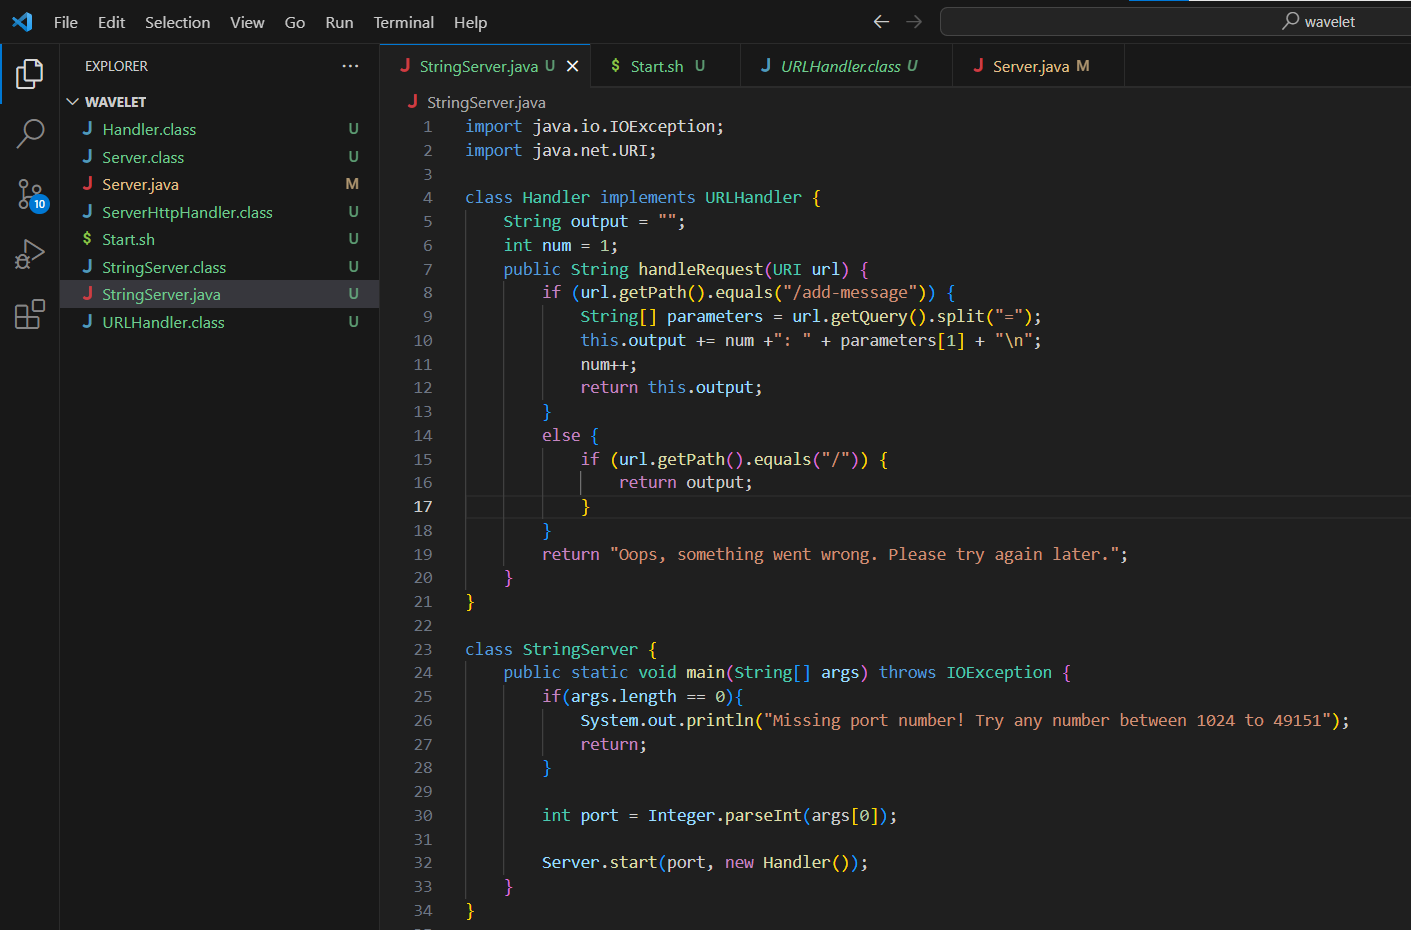 File Edit Selection View Go Run Terminal Help
wavelet
EXPLORER
WAVELET
Handler.class U
Server.class U
Server.java M
ServerHttpHandler.class U
$ Start.sh U
StringServer.class U
StringServer.java U
URLHandler.class U
10
J StringServer.java U
$ Start.sh U
J URLHandler.class U
J Server.java M
J StringServer.java
1 import java.io.IOException;
2 import java.net.URI;
3
4 class Handler implements URLHandler {
5 String output = "";
6 int num = 1;
7 public String handleRequest(URI url) {
8 if (url.getPath().equals("/add-message")) {
9 String[] parameters = url.getQuery().split("=");
10 this.output += num +": " + parameters[1] + "\n";
11 num++;
12 return this.output;
13 }
14 else {
15 if (url.getPath().equals("/")) {
16 return output;
17 }
18 }
19 return "Oops, something went wrong. Please try again later.";
20 }
21 }
22
23 class StringServer {
24 public static void main(String[] args) throws IOException {
25 if(args.length == 0){
26 System.out.println("Missing port number! Try any number between 1024 to 49151");
27 return;
28 }
29
30 int port = Integer.parseInt(args[0]);
31
32 Server.start(port, new Handler());
33 }
34 }